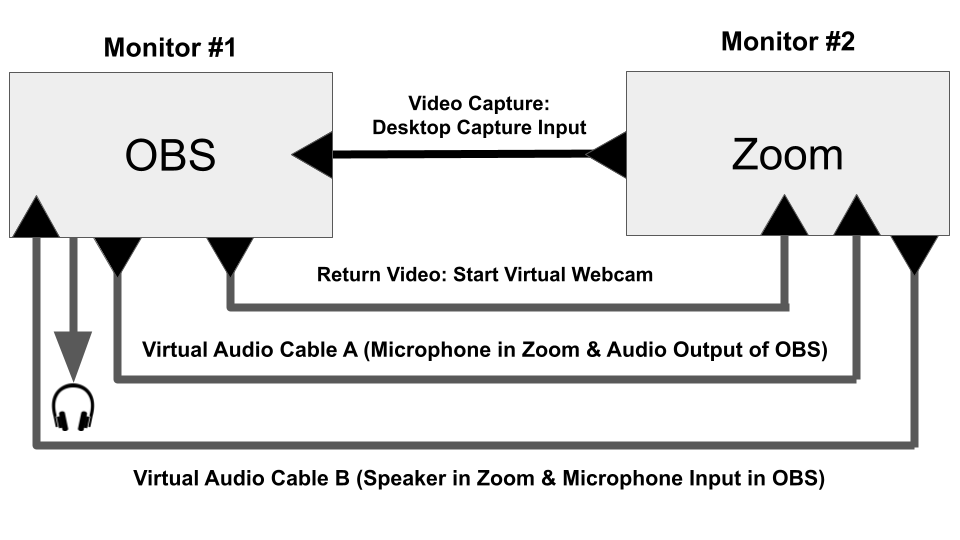 Monitor #1
Monitor #2
Video Capture:
Desktop Capture Input
OBS
Zoom
Return Video: Start Virtual Webcam
Virtual Audio Cable A (Microphone in Zoom & Audio Output of OBS)
Virtual Audio Cable B (Speaker in Zoom & Microphone Input in OBS)